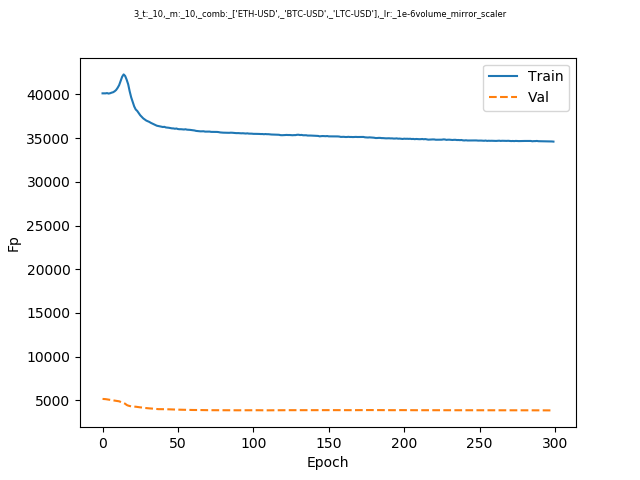 3_t:_10,_m:_10,_comb:_['ETH-USD',_'BTC-USD',_'LTC-USD'],_lr:_1e-6volume_mirror_scaler
Train
Val
40000
35000
30000
25000
20000
15000
10000
5000
Fp
0 50 100 150 200 250 300
Epoch